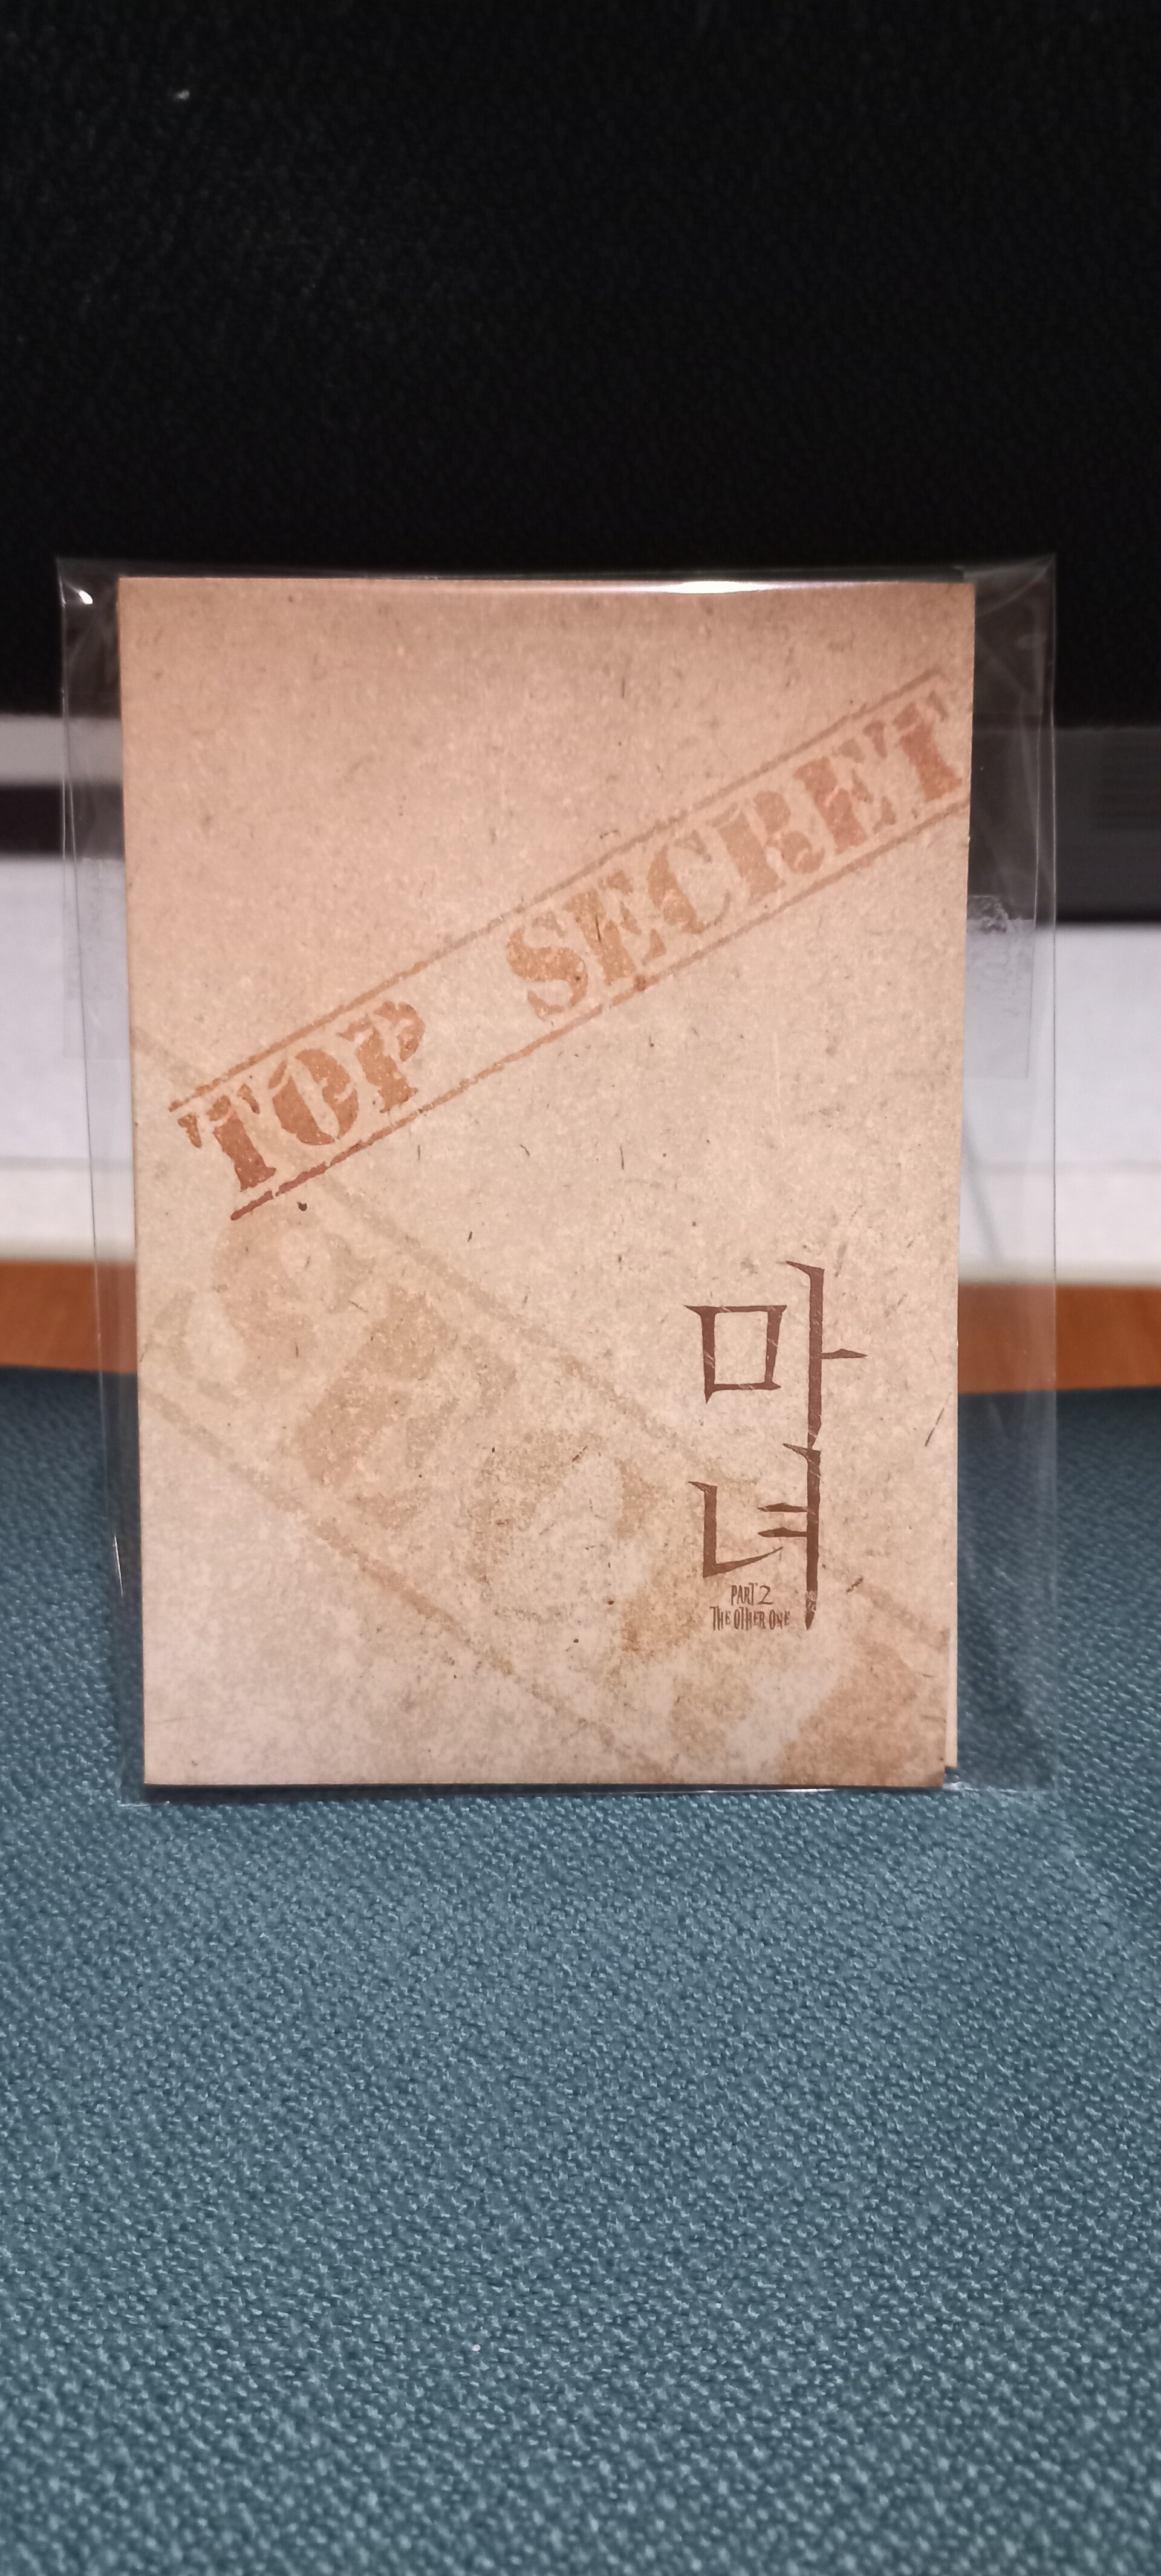 TOP SECRET
마
녀
PART 2
THE OTHER ONE